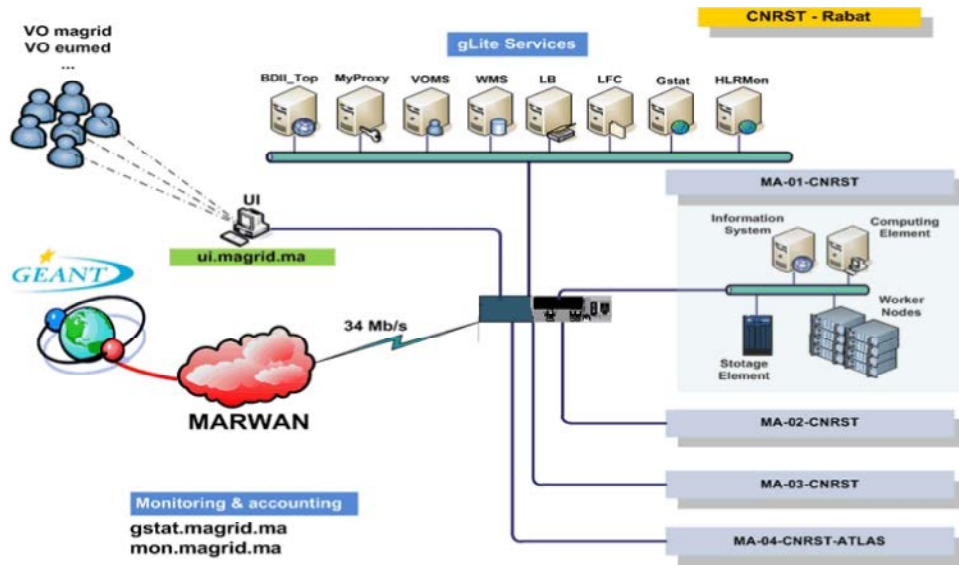 CNRST - Rabat
VO magrid
VO eumed
...
gLite Services
BDII_Top
MyProxy
VOMS
WMS
LB
LFC
Gstat
HLRMon
UI
ui.magrid.ma
GEANT
34 Mb/s
MARWAN
Monitoring & accounting
gstat.magrid.ma
mon.magrid.ma
MA-01-CNRST
Information
System
Computing
Element
Worker
Nodes
Stotage
Element
MA-02-CNRST
MA-03-CNRST
MA-04-CNRST-ATLAS